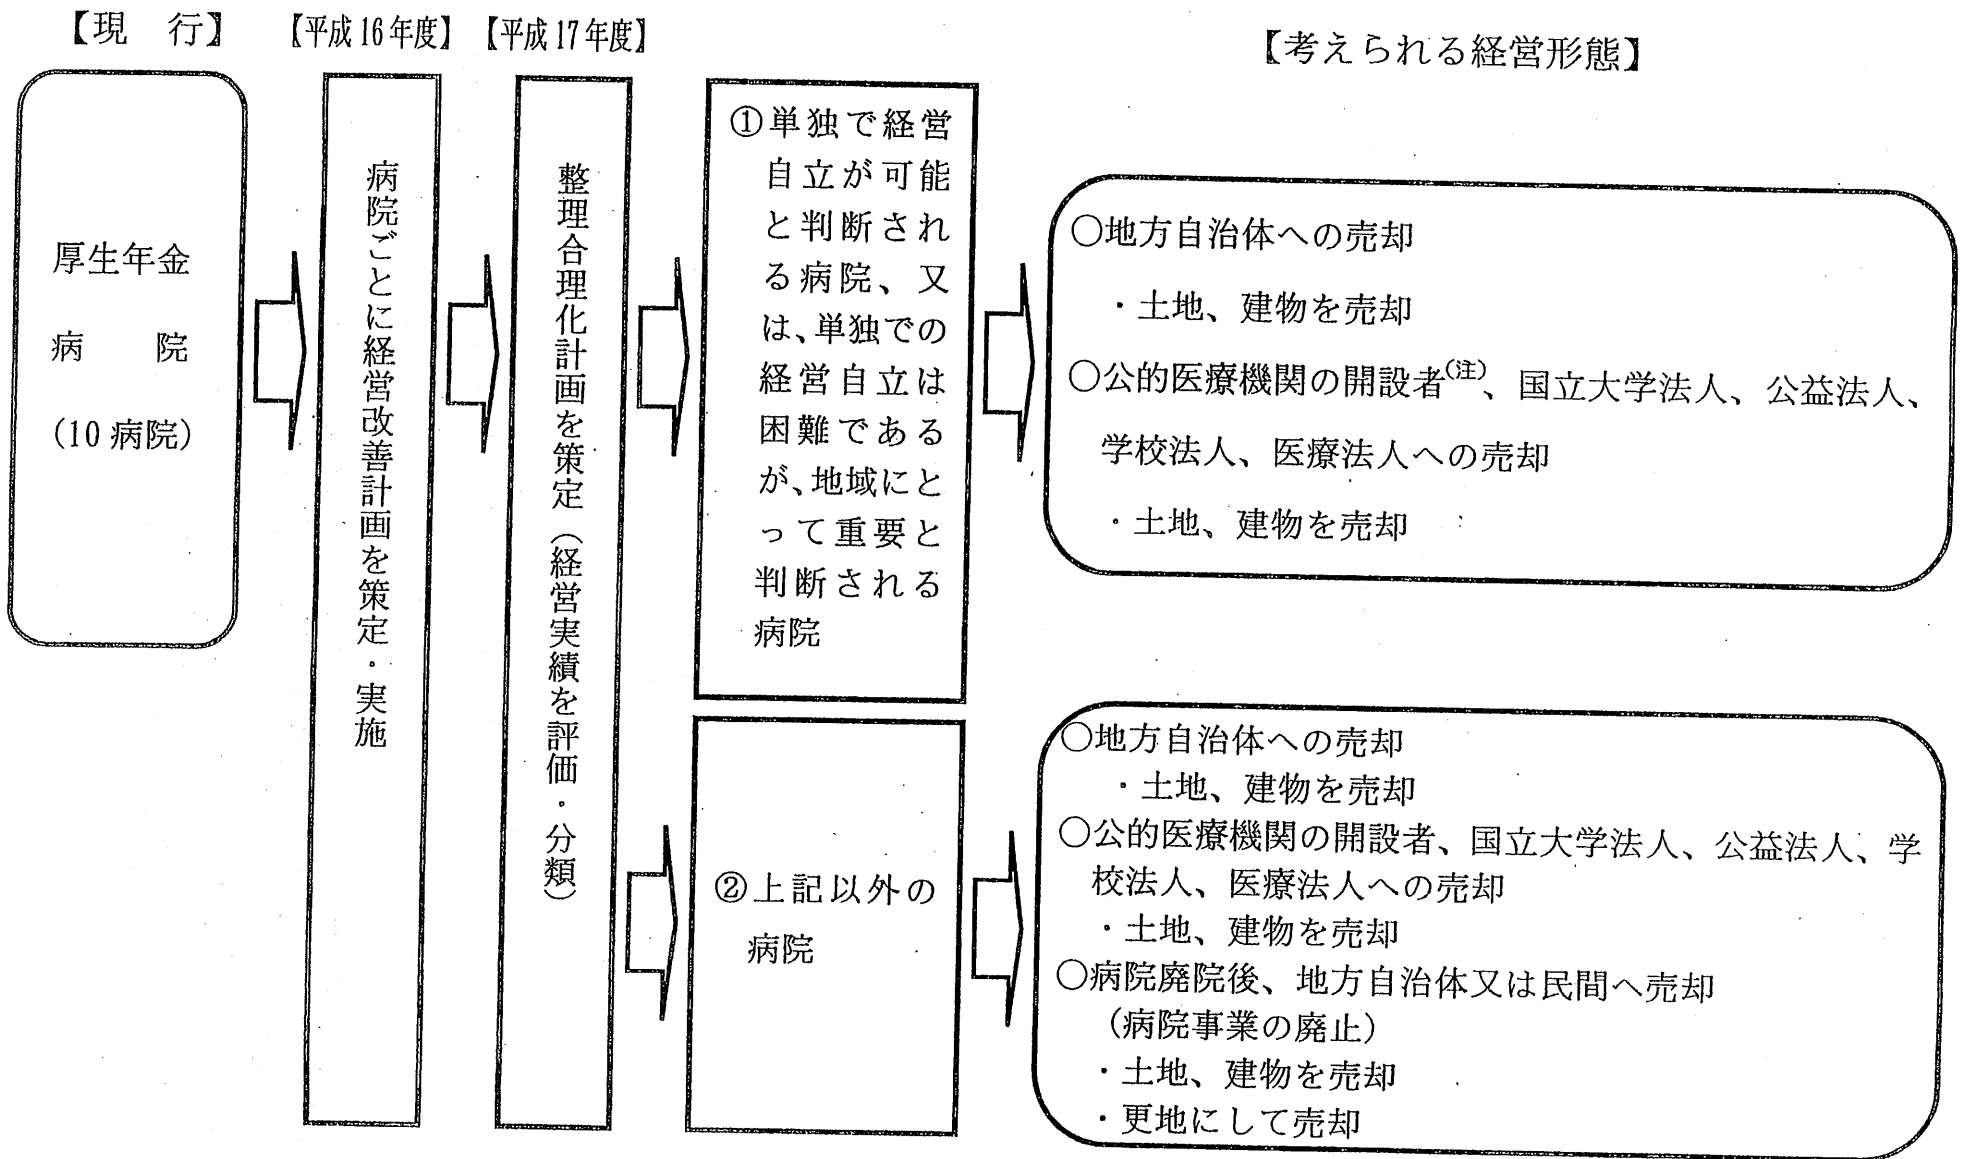 【現　行】
【平成16年度】
【平成17年度】
【考えられる経営形態】
厚生年金
病　　院
(10 病院)
病院ごとに経営改善計画を策定・実施
整理合理化計画を策定（経営実績を評価・分類）
①単独で経営
自立が可能
と判断され
る病院、又
は、単独での
経営自立は
困難である
が、地域にと
って重要と
判断される
病院
○地方自治体への売却
・土地、建物を売却
○公的医療機関の開設者(注)、国立大学法人、公益法人、
学校法人、医療法人への売却
・土地、建物を売却
②上記以外の
病院
○地方自治体への売却
・土地、建物を売却
○公的医療機関の開設者、国立大学法人、公益法人、学
校法人、医療法人への売却
・土地、建物を売却
○病院廃院後、地方自治体又は民間へ売却
（病院事業の廃止）
・土地、建物を売却
・更地にして売却